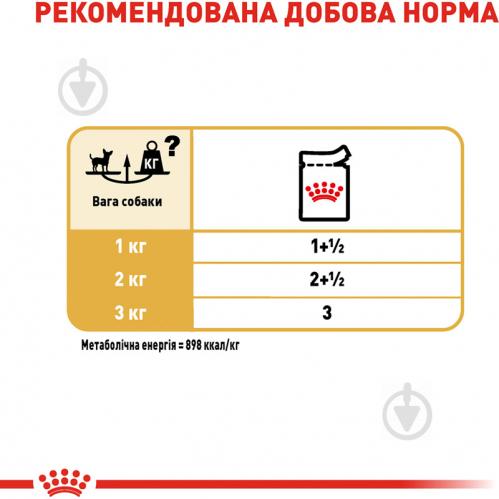 РЕКОМЕНДОВАНА ДОБОВА НОРМА
?
КГ
Вага собаки
1 кг 1+½
2 кг 2+½
3 кг 3
Метаболічна енергія = 898 ккал/кг